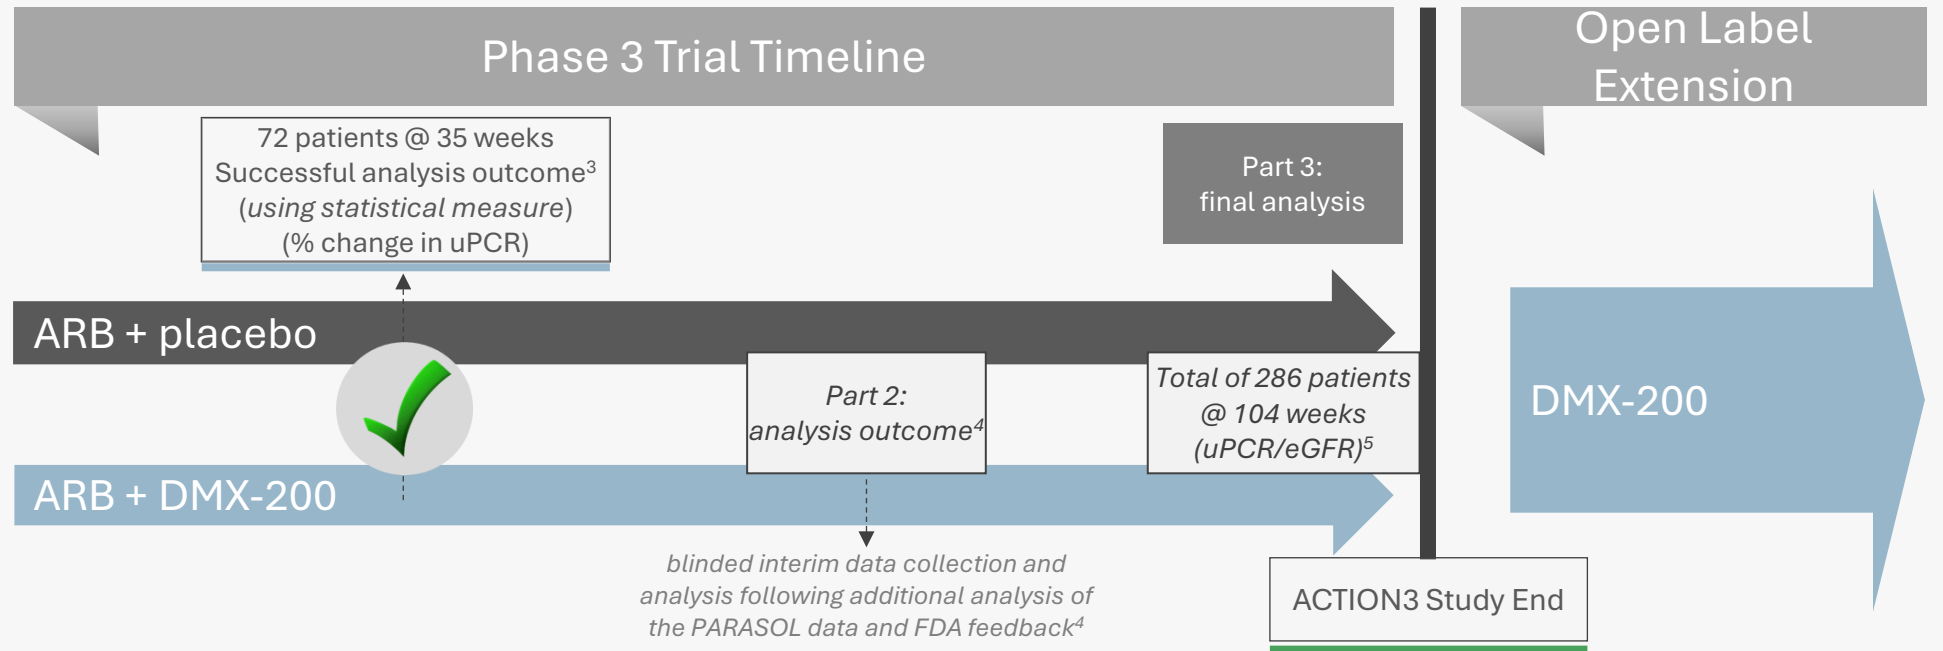 Phase 3 Trial Timeline
Open Label
Extension
72 patients @ 35 weeks
Successful analysis outcome³
(using statistical measure)
(% change in uPCR)
Part 3:
final analysis
ARB + placebo
Part 2:
analysis outcome⁴
Total of 286 patients
@ 104 weeks
(uPCR/eGFR)⁵
DMX-200
ARB + DMX-200
blinded interim data collection and
analysis following additional analysis of
the PARASOL data and FDA feedback⁴
ACTION3 Study End